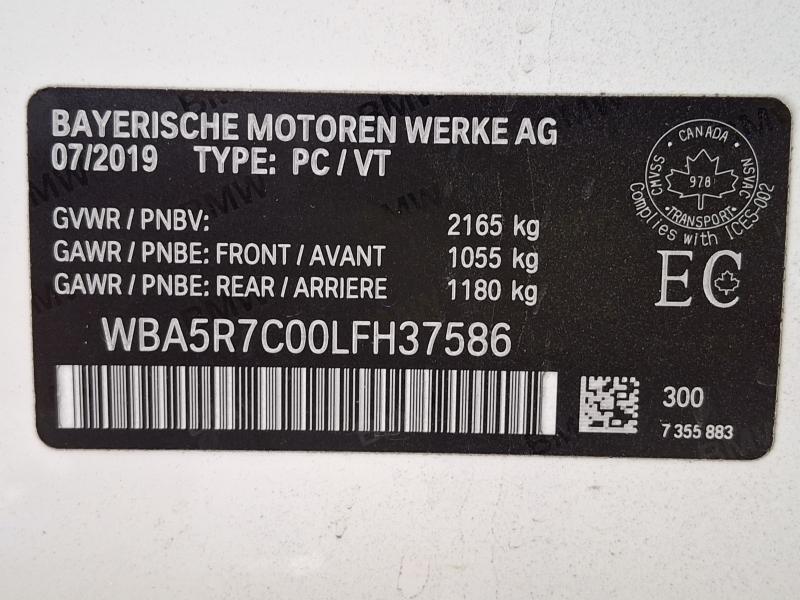 BAYERISCHE MOTOREN WERKE AG
07/2019 TYPE: PC/VT
GVWR / PNBV: 2165 kg
GAWR / PNBE: FRONT / AVANT 1055 kg
GAWR / PNBE: REAR / ARRIERE 1180 kg
WBA5R7C00LFH37586
CANADA
CMVSS
978
NSVAC
TRANSPORT
Complies with ICES-002
EC
300
7 355 883
BMW